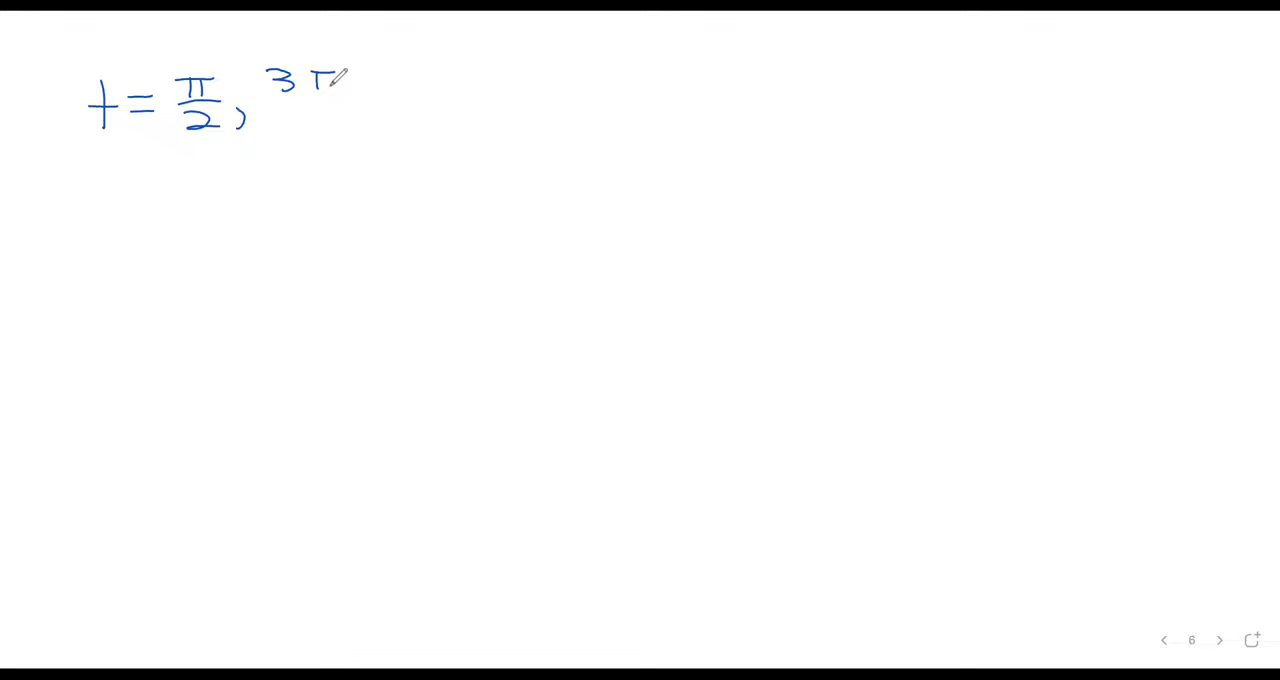 t = π/2, 3π
6